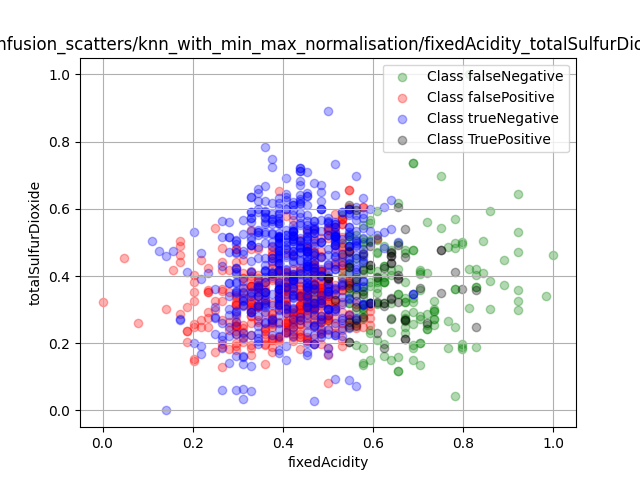 nfusion_scatters/knn_with_min_max_normalisation/fixedAcidity_totalSulfurDio
Class falseNegative
Class falsePositive
Class trueNegative
Class TruePositive
1.0
0.8
0.6
0.4
0.2
0.0
totalSulfurDioxide
0.0 0.2 0.4 0.6 0.8 1.0
fixedAcidity